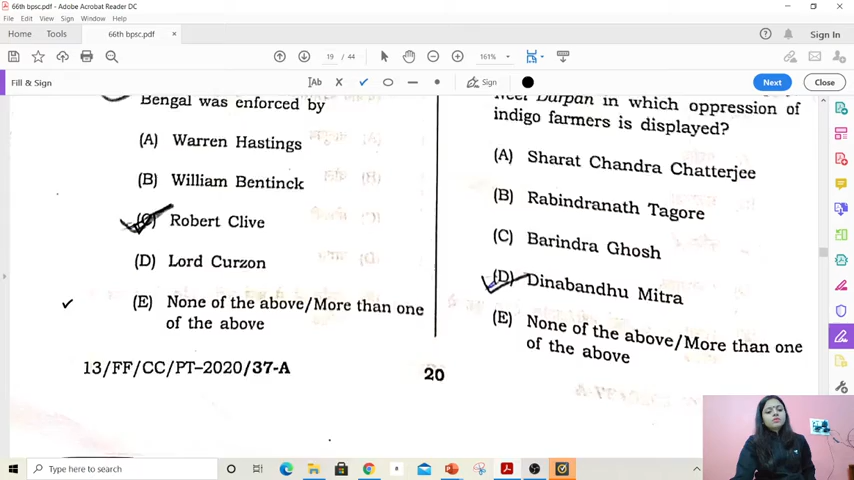 66th bpsc.pdf - Adobe Acrobat Reader DC
File Edit View Sign Window Help
Home Tools 66th bpsc.pdf × Sign In
19 / 44 161%
Fill & Sign Ab Sign Next Close
Bengal was enforced by
(A) Warren Hastings
(B) William Bentinck
(C) Robert Clive
(D) Lord Curzon
(E) None of the above/More than one
of the above
13/FF/CC/PT–2020/37-A
20
Neel Durpan in which oppression of
indigo farmers is displayed?
(A) Sharat Chandra Chatterjee
(B) Rabindranath Tagore
(C) Barindra Ghosh
(D) Dinabandhu Mitra
(E) None of the above/More than one
of the above
Type here to search